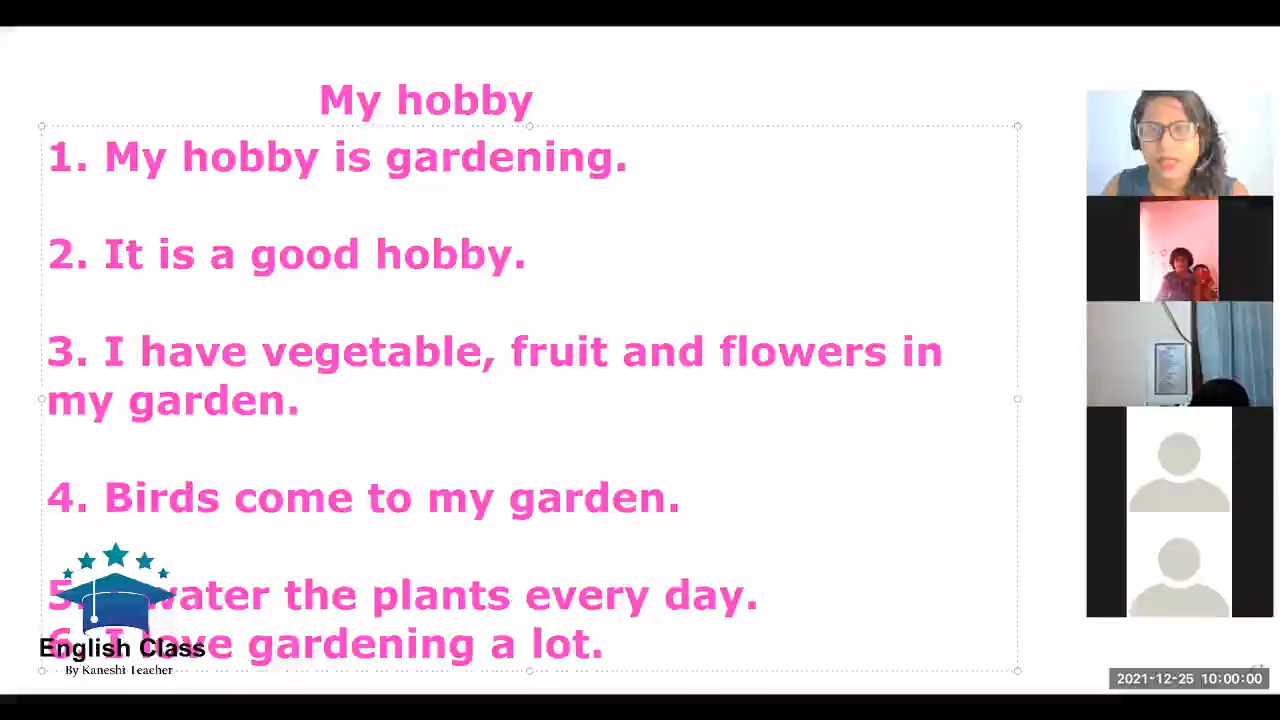 My hobby
1. My hobby is gardening.
2. It is a good hobby.
3. I have vegetable, fruit and flowers in
my garden.
4. Birds come to my garden.
5. water the plants every day.
6. I love gardening a lot.
English Class
By Kaneshi Teacher
2021-12-25 10:00:00